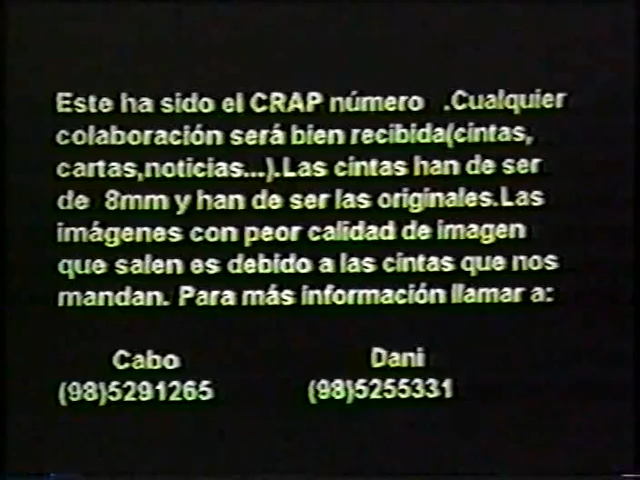 Este ha sido el CRAP número .Cualquier
colaboración será bien recibida(cintas,
cartas,noticias...).Las cintas han de ser
de 8mm y han de ser las originales.Las
imágenes con peor calidad de imagen
que salen es debido a las cintas que nos
mandan. Para más información llamar a:
Cabo Dani
(98)5291265 (98)5255331